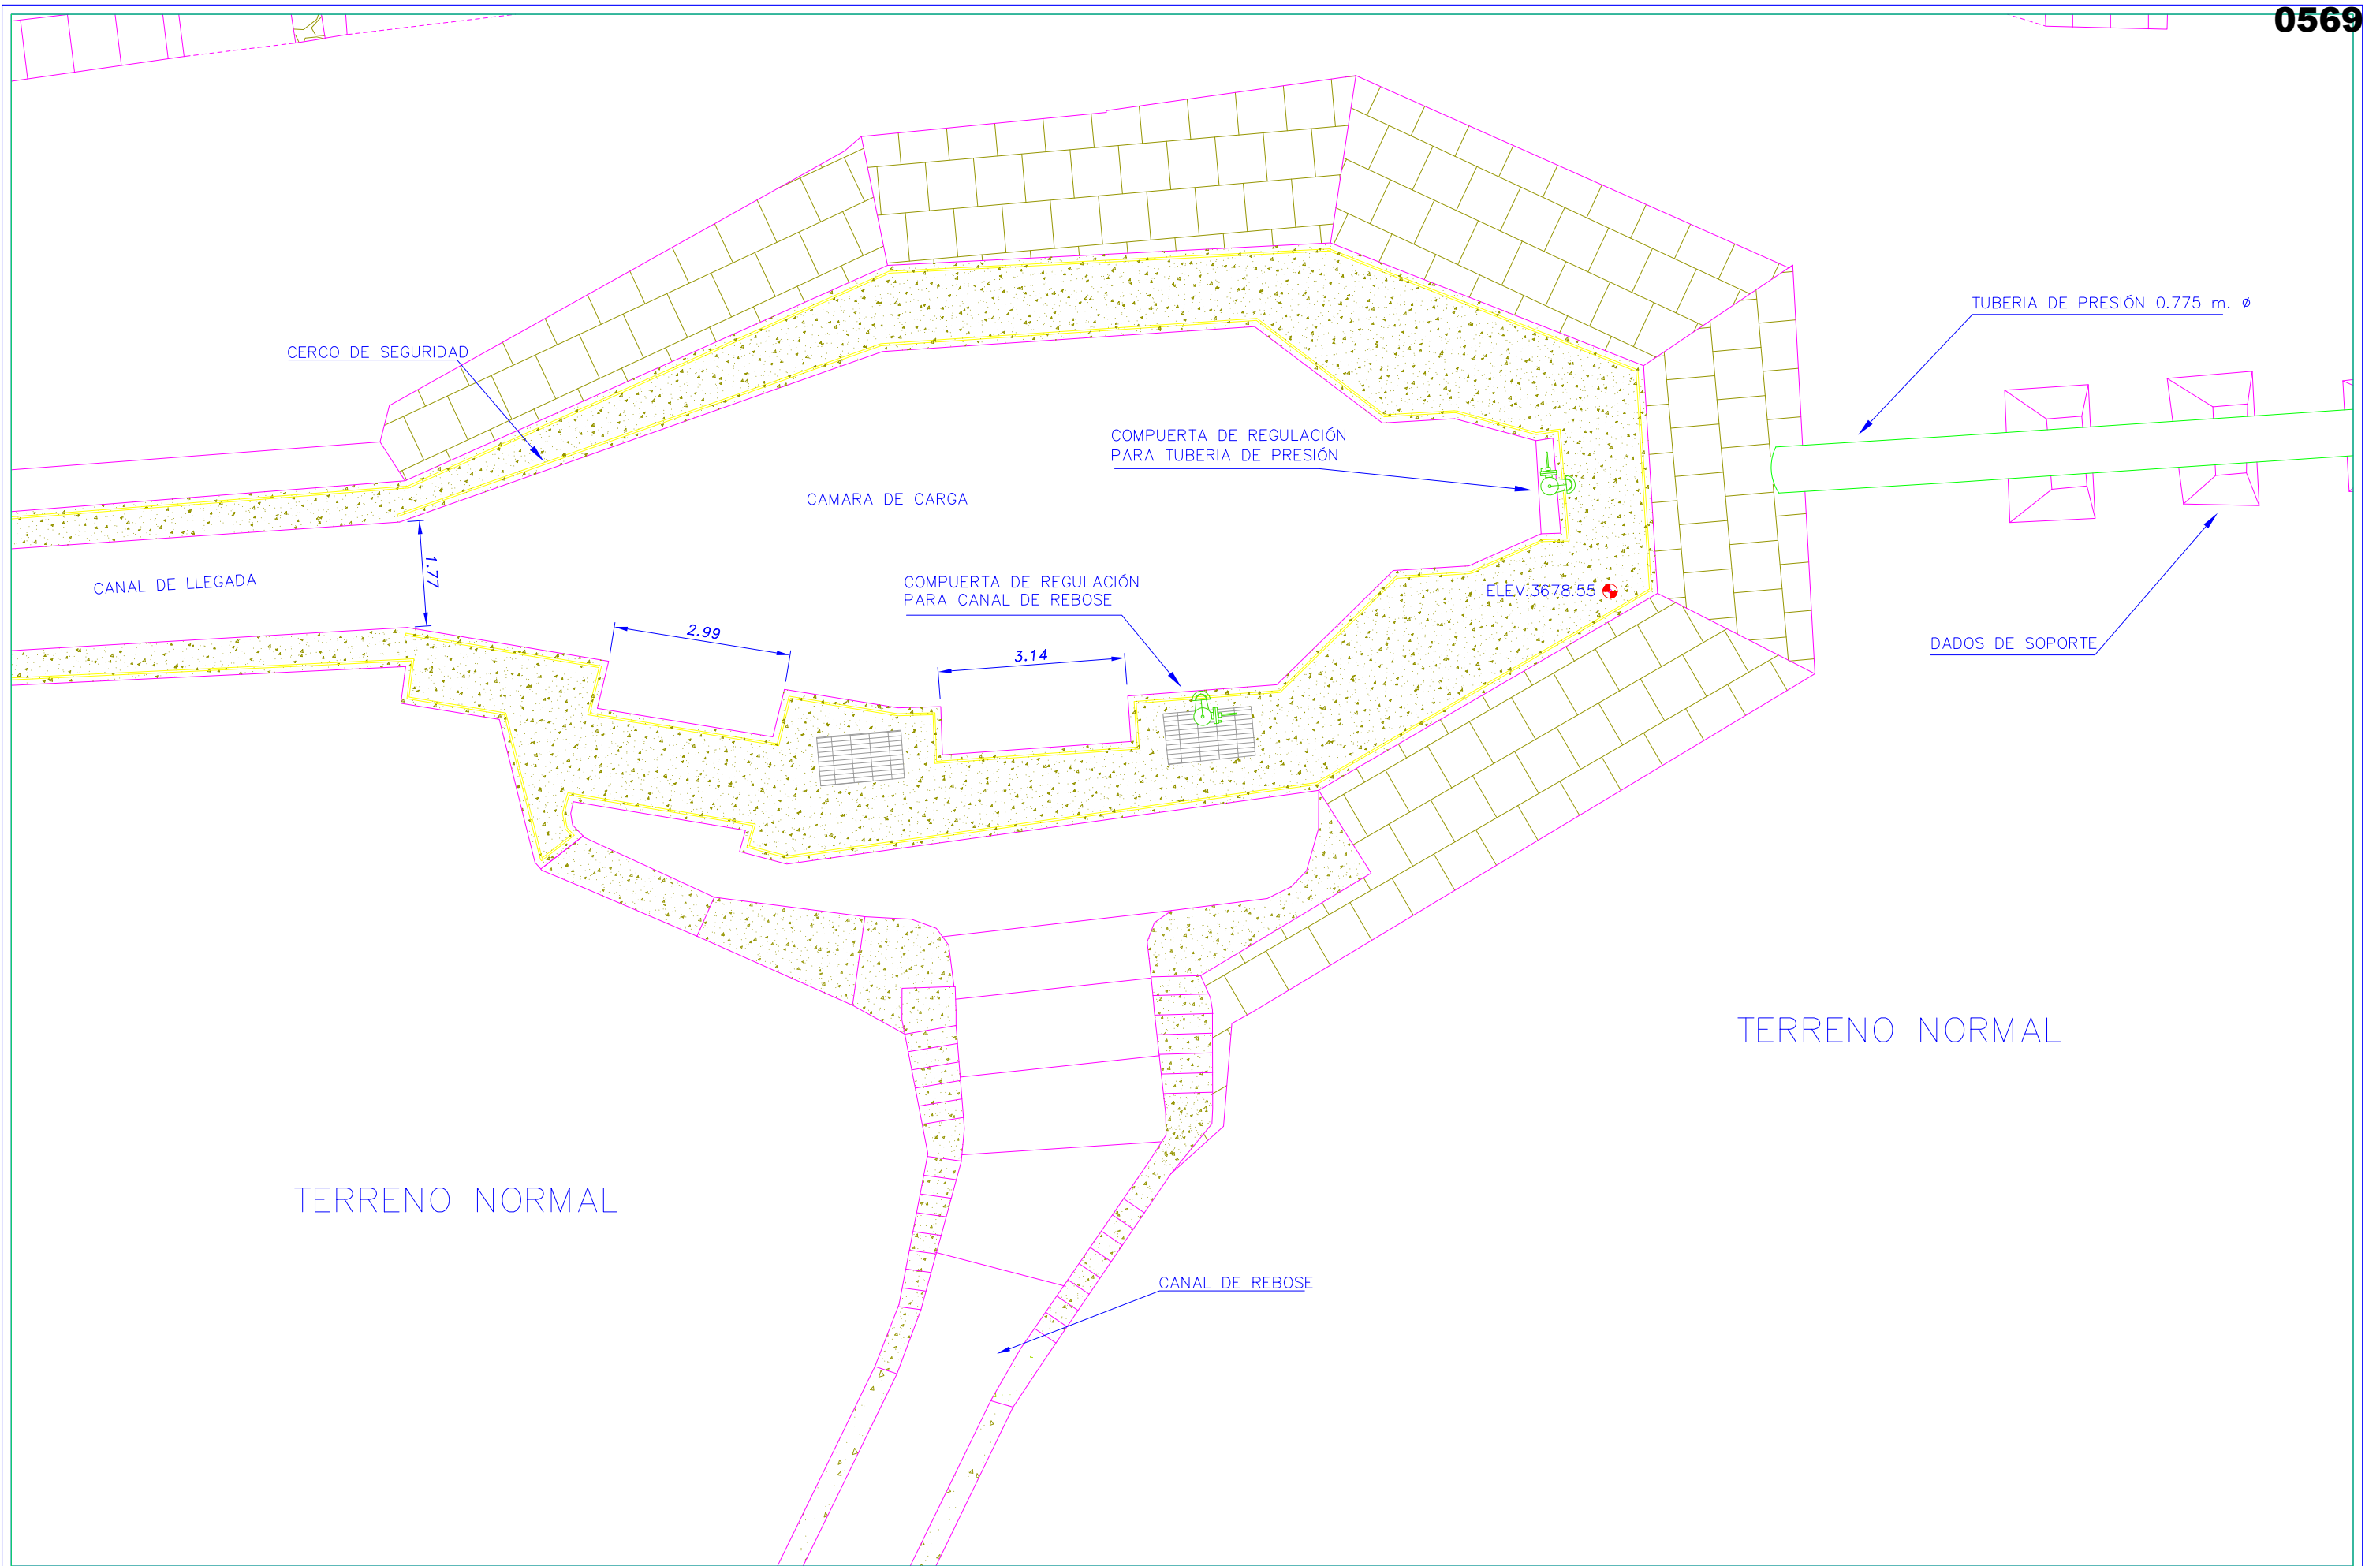 0569
TUBERIA DE PRESIÓN 0.775 m. ø
CERCO DE SEGURIDAD
COMPUERTA DE REGULACIÓN
PARA TUBERIA DE PRESIÓN
CAMARA DE CARGA
1.77
CANAL DE LLEGADA
COMPUERTA DE REGULACIÓN
PARA CANAL DE REBOSE
ELEV.3678.55
2.99
3.14
DADOS DE SOPORTE
TERRENO NORMAL
TERRENO NORMAL
CANAL DE REBOSE